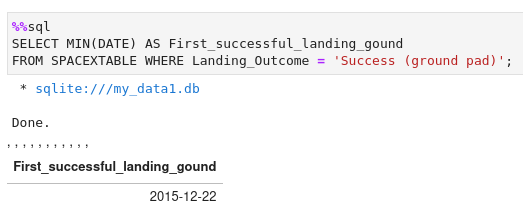 %%sql
SELECT MIN(DATE) AS First_successful_landing_gound
FROM SPACEXTABLE WHERE Landing_Outcome = 'Success (ground pad)';
* sqlite:///my_data1.db
Done.
, , , , , , , , , , ,
First_successful_landing_gound
2015-12-22